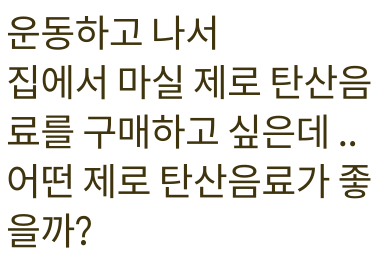 운동하고 나서
집에서 마실 제로 탄산음
료를 구매하고 싶은데 ..
어떤 제로 탄산음료가 좋
을까?